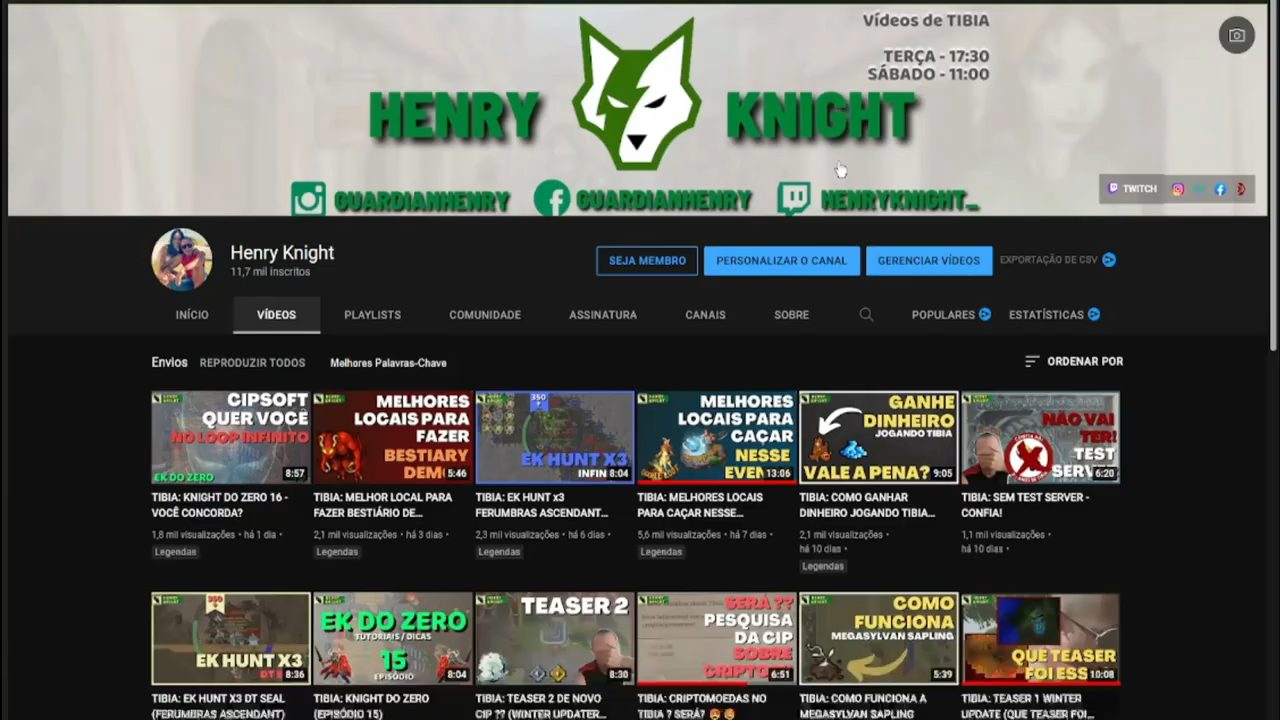 Vídeos de TIBIA
TERÇA - 17:30
SÁBADO - 11:00
HENRY KNIGHT
GUARDIANHENRY GUARDIANHENRY HENRYKNIGHT_
TWITCH
Henry Knight
11,7 mil inscritos
SEJA MEMBRO PERSONALIZAR O CANAL GERENCIAR VÍDEOS EXPORTAÇÃO DE CSV
INÍCIO VÍDEOS PLAYLISTS COMUNIDADE ASSINATURA CANAIS SOBRE POPULARES ESTATÍSTICAS
Envios REPRODUZIR TODOS Melhores Palavras-Chave ORDENAR POR
CIPSOFT
QUER VOCÊ
NO LOOP INFINITO
EK DO ZERO
8:57
MELHORES
LOCAIS PARA
FAZER
BESTIARY
DEM
5:46
350
EK HUNT X3
INFIN 8:04
MELHORES
LOCAIS PARA
CAÇAR
NESSE
EVEN
13:06
GANHE
DINHEIRO
JOGANDO TIBIA
VALE A PENA?
9:05
NÃO VAI
TER!
TEST
SERV
6:20
TIBIA: KNIGHT DO ZERO 16 -
VOCÊ CONCORDA?
1,8 mil visualizações • há 1 dia •
Legendas
TIBIA: MELHOR LOCAL PARA
FAZER BESTIÁRIO DE...
2,1 mil visualizações • há 3 dias •
Legendas
TIBIA: EK HUNT x3
FERUMBRAS ASCENDANT...
2,3 mil visualizações • há 6 dias •
Legendas
TIBIA: MELHORES LOCAIS
PARA CAÇAR NESSE...
5,6 mil visualizações • há 7 dias •
Legendas
TIBIA: COMO GANHAR
DINHEIRO JOGANDO TIBIA...
2,1 mil visualizações •
há 10 dias •
Legendas
TIBIA: SEM TEST SERVER -
CONFIA!
1,1 mil visualizações •
há 10 dias •
350
EK HUNT X3
8:36
EK DO ZERO
TUTORIAIS / DICAS
15
EPISÓDIO
8:04
TEASER 2
8:30
SERÁ ??
PESQUISA
DA CIP
SOBRE
CRIPTO
6:51
COMO
FUNCIONA
MEGASYLVAN SAPLING
5:39
QUE TEASER
FOI ESS
10:08
TIBIA: EK HUNT X3 DT SEAL
(FERUMBRAS ASCENDANT)
TIBIA: KNIGHT DO ZERO
(EPISÓDIO 15)
TIBIA: TEASER 2 DE NOVO
CIP ?? (WINTER UPDATER...
TIBIA: CRIPTOMOEDAS NO
TIBIA ? SERÁ?
TIBIA: COMO FUNCIONA A
MEGASYLVAN SAPLING
TIBIA: TEASER 1 WINTER
UPDATE (QUE TEASER FOI...